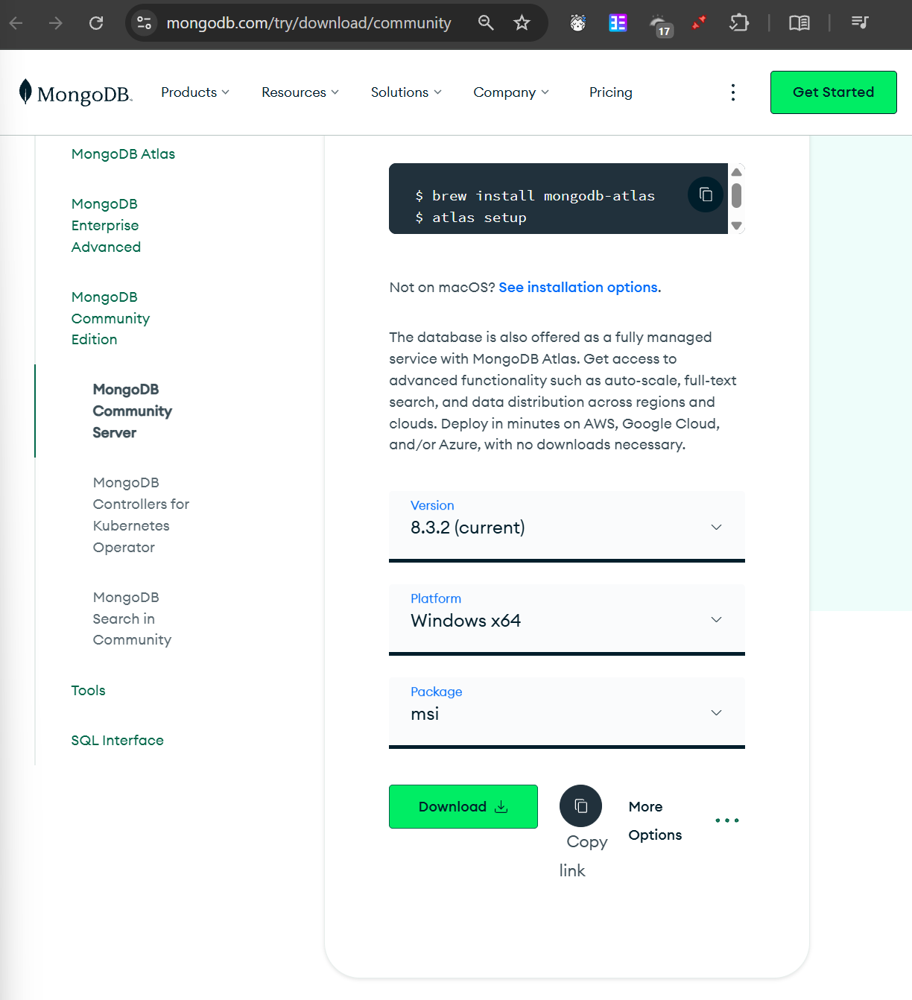 mongodb.com/try/download/community
17
MongoDB
Products
Resources
Solutions
Company
Pricing
Get Started
MongoDB Atlas
MongoDB
Enterprise
Advanced
MongoDB
Community
Edition
MongoDB
Community
Server
MongoDB
Controllers for
Kubernetes
Operator
MongoDB
Search in
Community
Tools
SQL Interface
$ brew install mongodb-atlas
$ atlas setup
Not on macOS? See installation options.
The database is also offered as a fully managed
service with MongoDB Atlas. Get access to
advanced functionality such as auto-scale, full-text
search, and data distribution across regions and
clouds. Deploy in minutes on AWS, Google Cloud,
and/or Azure, with no downloads necessary.
Version
8.3.2 (current)
Platform
Windows x64
Package
msi
Download
Copy
link
More
Options